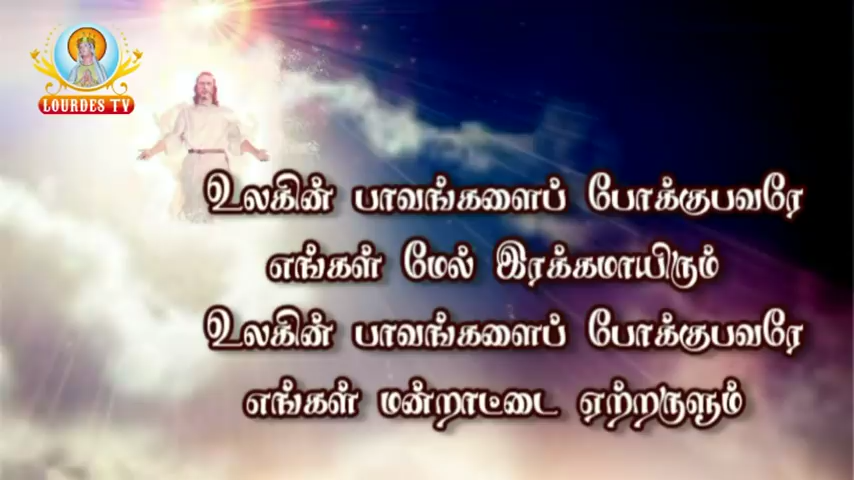 LOURDES TV
உலகின் பாவங்களைப் போக்குபவரே
எங்கள் மேல் இரக்கமாயிரும்
உலகின் பாவங்களைப் போக்குபவரே
எங்கள் மன்றாட்டை ஏற்றருளும்